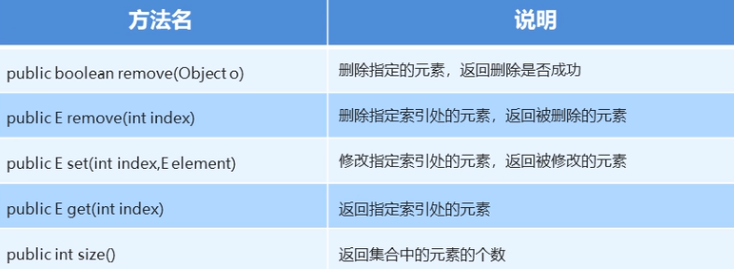 方法名 说明
public boolean remove(Object o) 删除指定的元素，返回删除是否成功
public E remove(int index) 删除指定索引处的元素，返回被删除的元素
public E set(int index,E element) 修改指定索引处的元素，返回被修改的元素
public E get(int index) 返回指定索引处的元素
public int size() 返回集合中的元素的个数